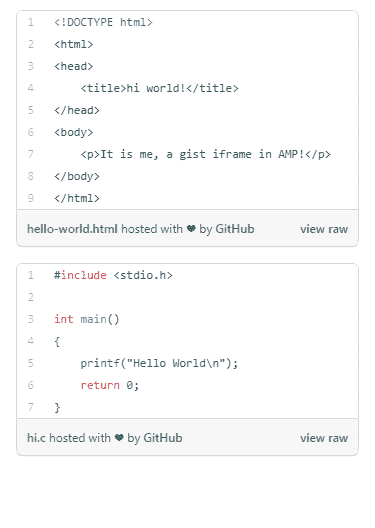 1 <!DOCTYPE html>
2 <html>
3 <head>
4     <title>hi world!</title>
5 </head>
6 <body>
7     <p>It is me, a gist iframe in AMP!</p>
8 </body>
9 </html>
hello-world.html hosted with ❤ by GitHub view raw
1 #include <stdio.h>
2
3 int main()
4 {
5     printf("Hello World\n");
6     return 0;
7 }
hi.c hosted with ❤ by GitHub view raw